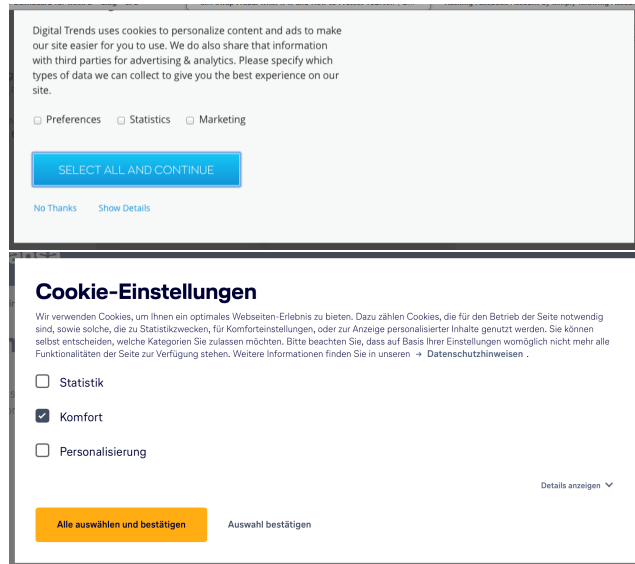 Digital Trends uses cookies to personalize content and ads to make
our site easier for you to use. We do also share that information
with third parties for advertising & analytics. Please specify which
types of data we can collect to give you the best experience on our
site.
Preferences Statistics Marketing
SELECT ALL AND CONTINUE
No Thanks Show Details
Cookie-Einstellungen
Wir verwenden Cookies, um Ihnen ein optimales Webseiten-Erlebnis zu bieten. Dazu zählen Cookies, die für den Betrieb der Seite notwendig
sind, sowie solche, die zu Statistikzwecken, für Komforteinstellungen, oder zur Anzeige personalisierter Inhalte genutzt werden. Sie können
selbst entscheiden, welche Kategorien Sie zulassen möchten. Bitte beachten Sie, dass auf Basis Ihrer Einstellungen womöglich nicht mehr alle
Funktionalitäten der Seite zur Verfügung stehen. Weitere Informationen finden Sie in unseren → Datenschutzhinweisen .
Statistik
Komfort
Personalisierung
Details anzeigen
Alle auswählen und bestätigen Auswahl bestätigen